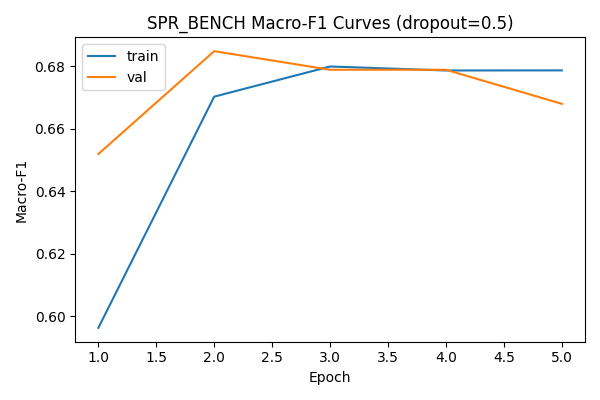 SPR_BENCH Macro-F1 Curves (dropout=0.5)
train
val
Macro-F1
0.68
0.66
0.64
0.62
0.60
1.0 1.5 2.0 2.5 3.0 3.5 4.0 4.5 5.0
Epoch